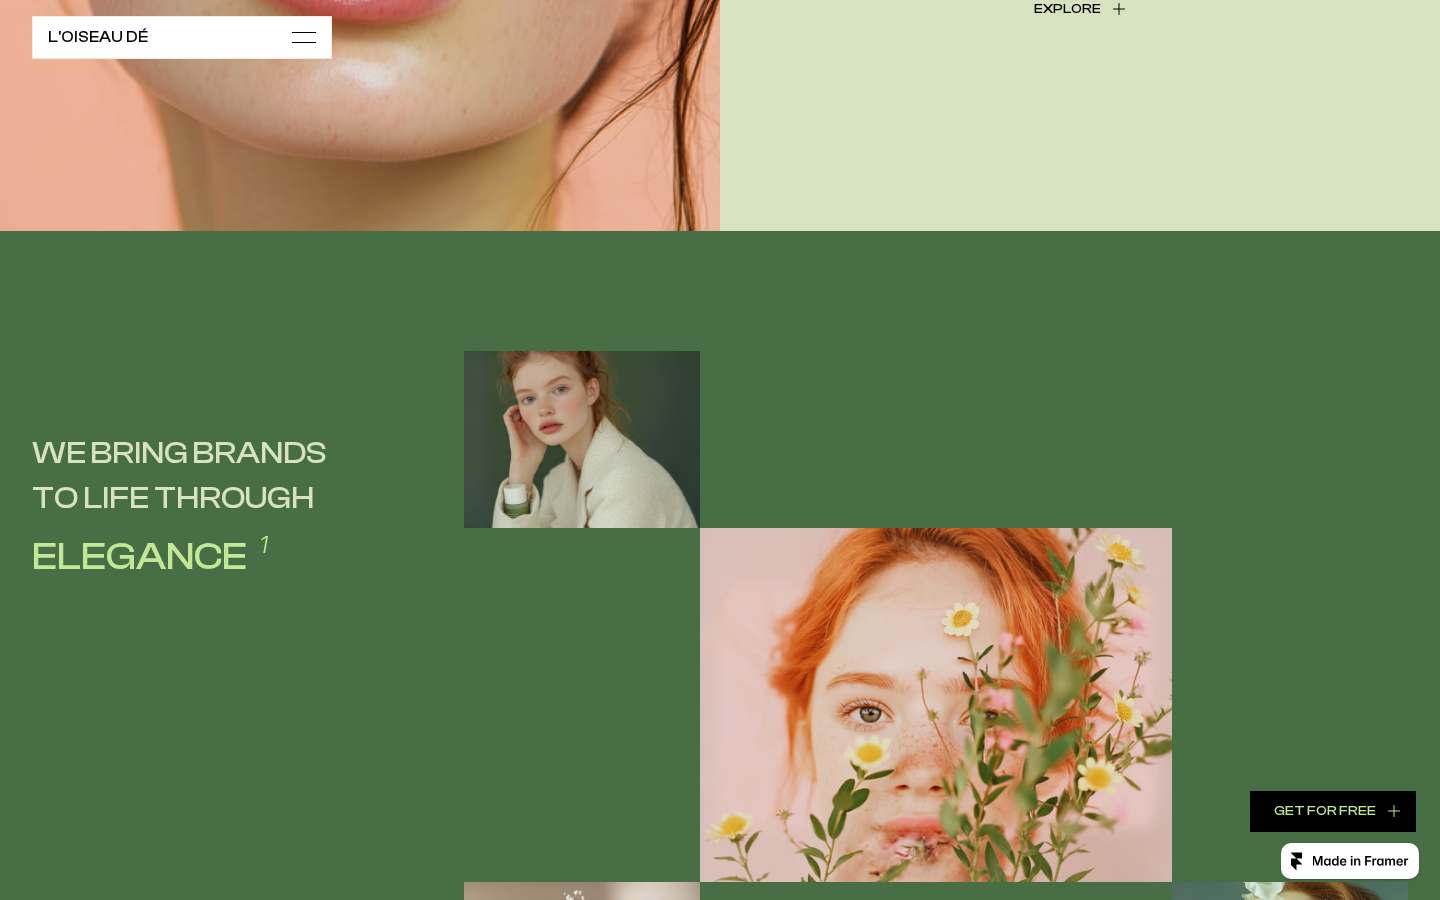 EXPLORE
L'OISEAU DÉ
WE BRING BRANDS
TO LIFE THROUGH
ELEGANCE 1
GET FOR FREE
Made in Framer